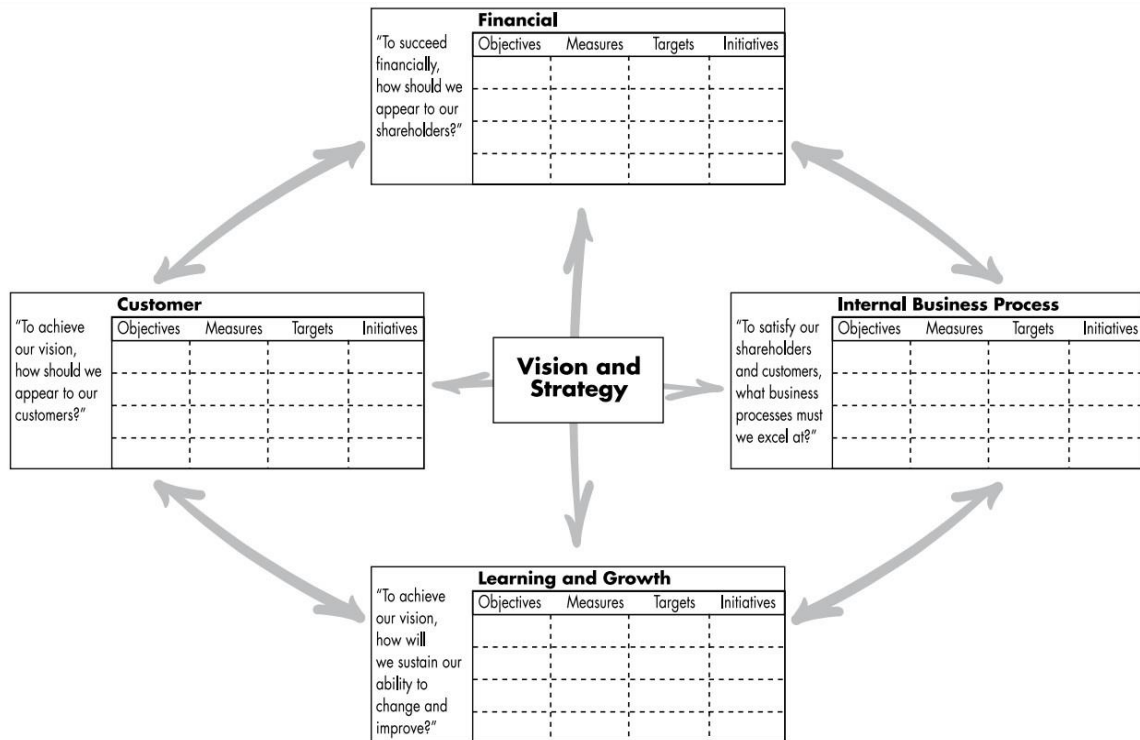 Financial
"To succeed
financially,
how should we
appear to our
shareholders?"
Objectives Measures Targets Initiatives
Customer
"To achieve
our vision,
how should we
appear to our
customers?"
Objectives Measures Targets Initiatives
Vision and
Strategy
Internal Business Process
"To satisfy our
shareholders
and customers,
what business
processes must
we excel at?"
Objectives Measures Targets Initiatives
Learning and Growth
"To achieve
our vision,
how will
we sustain our
ability to
change and
improve?"
Objectives Measures Targets Initiatives